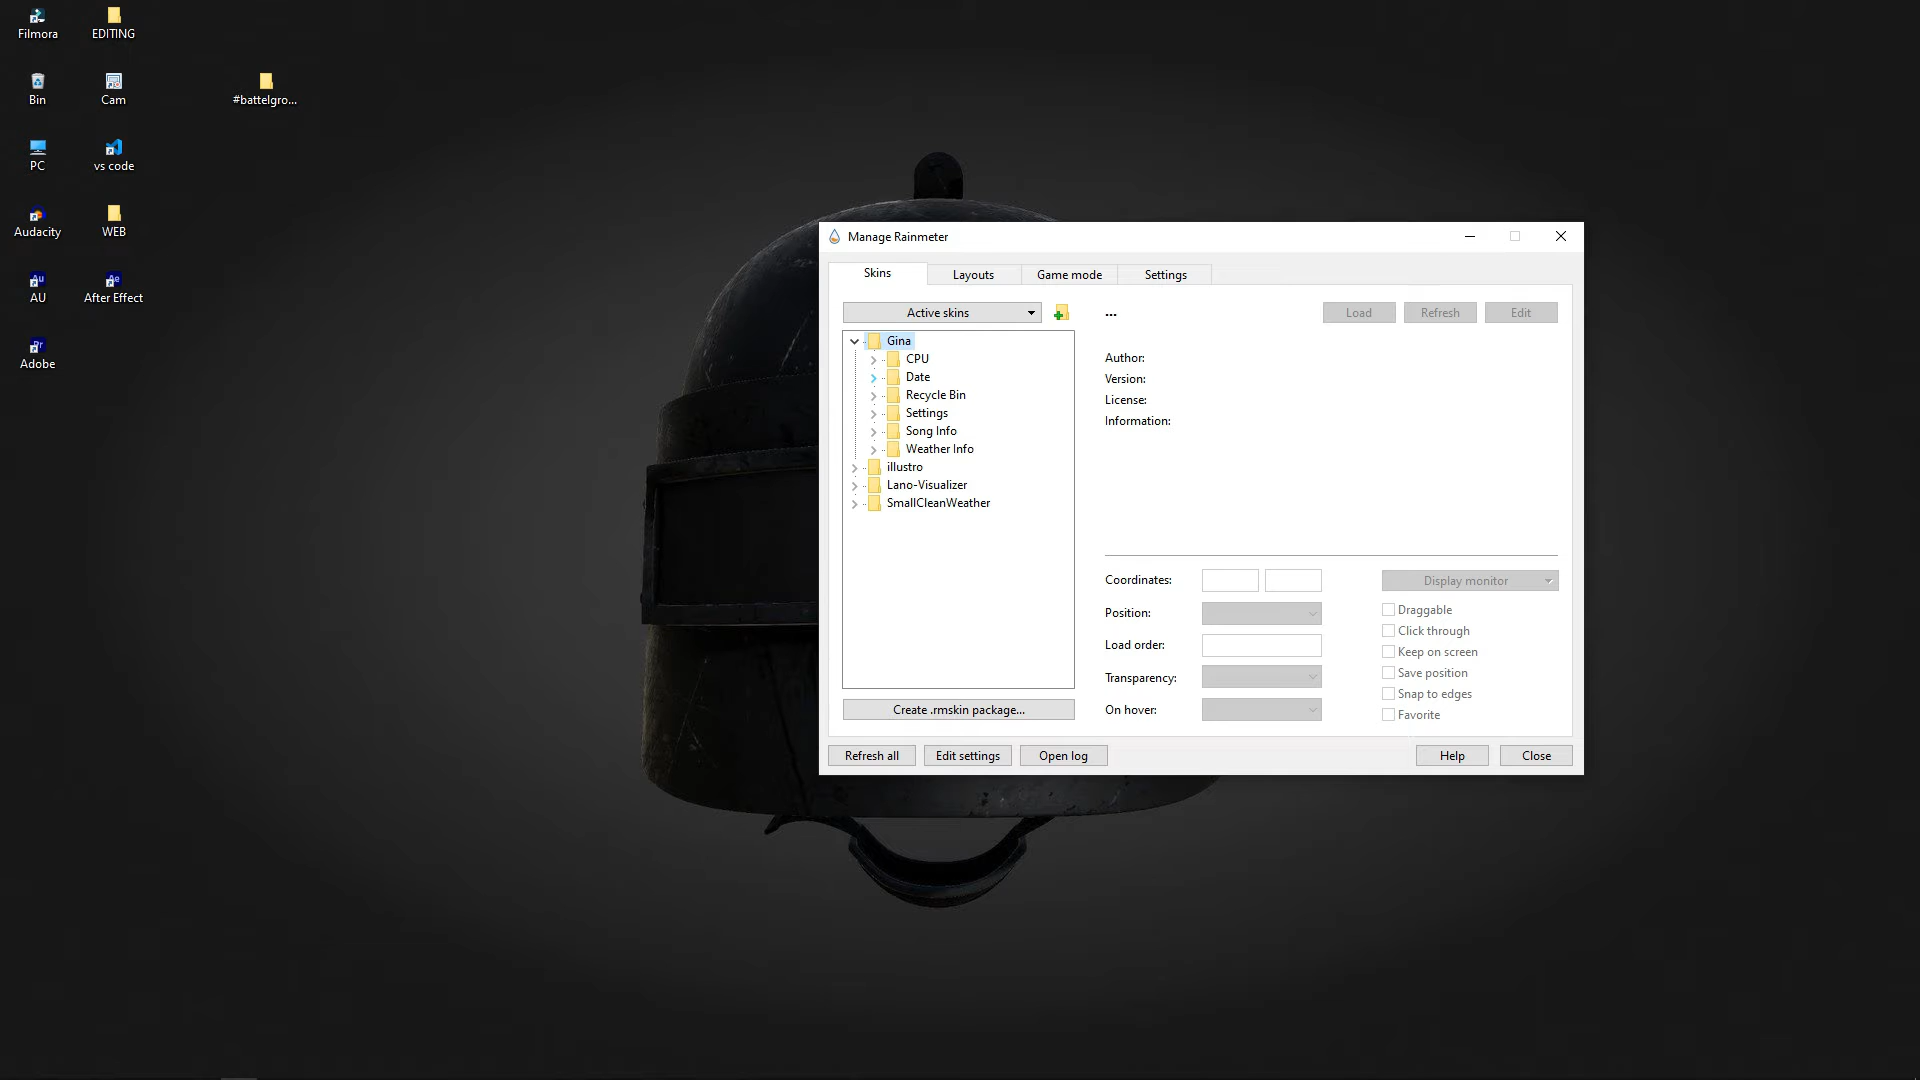 Filmora
EDITING
Bin
Cam
#battelgro...
PC
vs code
Audacity
WEB
Au
AU
Ae
After Effect
Pr
Adobe
Manage Rainmeter
Skins
Layouts
Game mode
Settings
Active skins
...
Load
Refresh
Edit
Gina
CPU
Date
Recycle Bin
Settings
Song Info
Weather Info
illustro
Lano-Visualizer
SmallCleanWeather
Author:
Version:
License:
Information:
Coordinates:
Display monitor
Position:
Draggable
Click through
Load order:
Keep on screen
Transparency:
Save position
Snap to edges
On hover:
Favorite
Create .rmskin package...
Refresh all
Edit settings
Open log
Help
Close